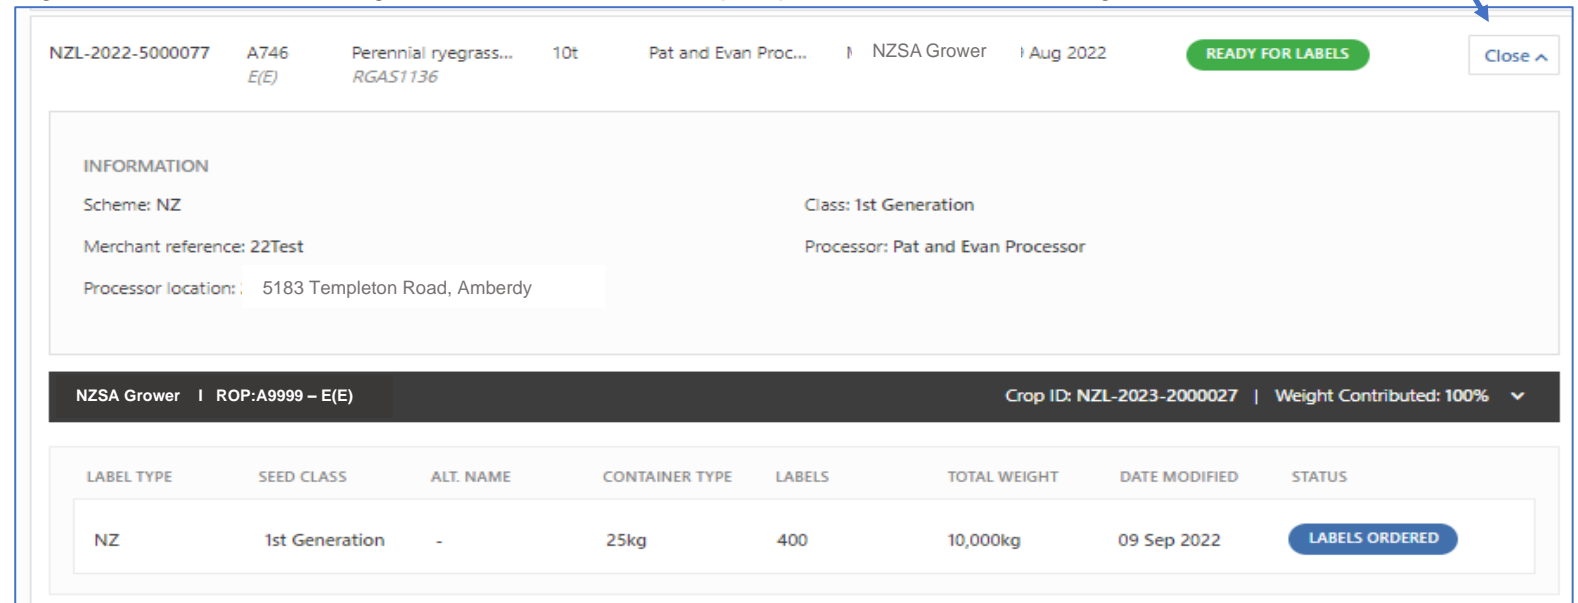 NZL-2022-5000077 A746 Perennial ryegrass... 10t Pat and Evan Proc... NZSA Grower Aug 2022 READY FOR LABELS Close
E(E) RGAS1136
INFORMATION
Scheme: NZ Class: 1st Generation
Merchant reference: 22Test Processor: Pat and Evan Processor
Processor location: 5183 Templeton Road, Amberdy
NZSA Grower I ROP:A9999 – E(E) Crop ID: NZL-2023-2000027 | Weight Contributed: 100%
LABEL TYPE SEED CLASS ALT. NAME CONTAINER TYPE LABELS TOTAL WEIGHT DATE MODIFIED STATUS
NZ 1st Generation - 25kg 400 10,000kg 09 Sep 2022 LABELS ORDERED